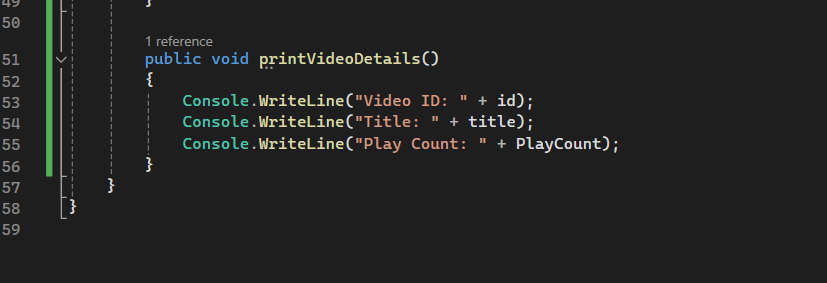 49 }
50
1 reference
51 public void printVideoDetails()
52 {
53 Console.WriteLine("Video ID: " + id);
54 Console.WriteLine("Title: " + title);
55 Console.WriteLine("Play Count: " + PlayCount);
56 }
57 }
58 }
59